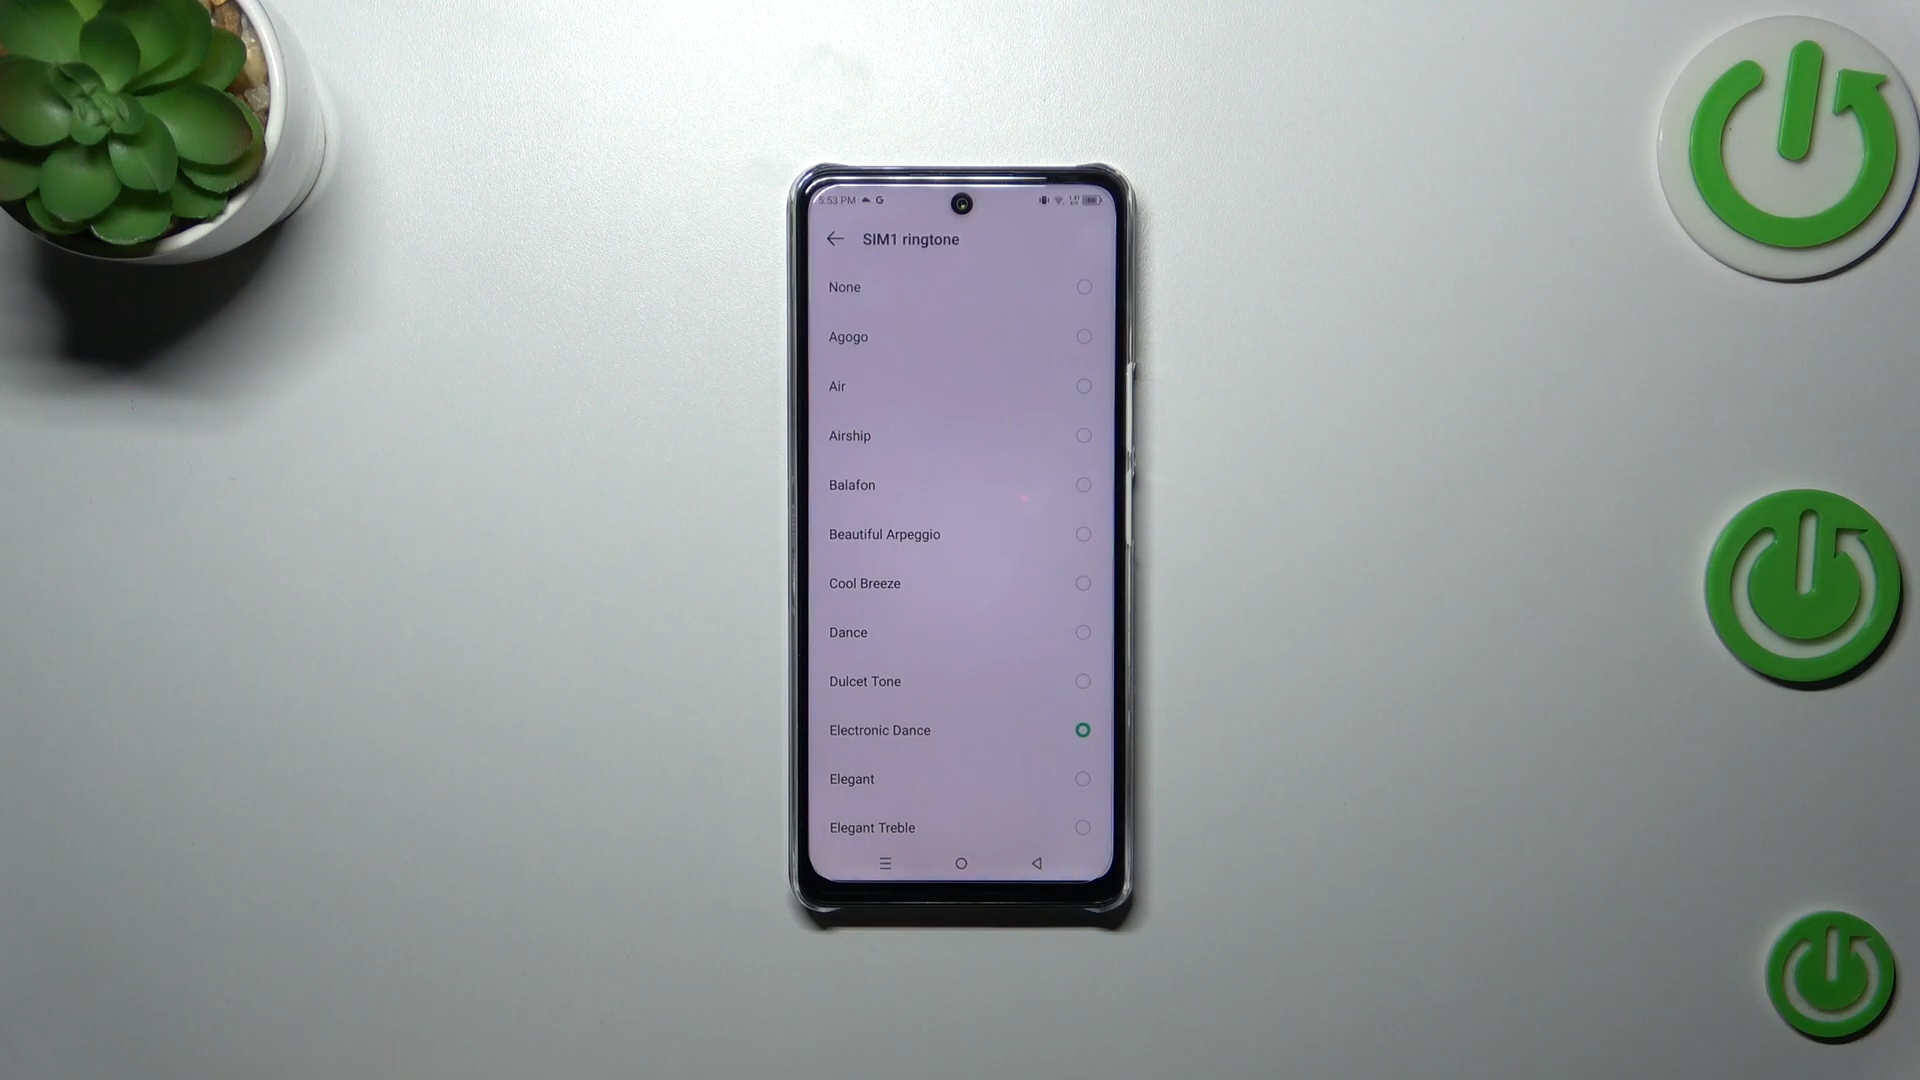 5:53 PM G
SIM1 ringtone
None
Agogo
Air
Airship
Balafon
Beautiful Arpeggio
Cool Breeze
Dance
Dulcet Tone
Electronic Dance
Elegant
Elegant Treble